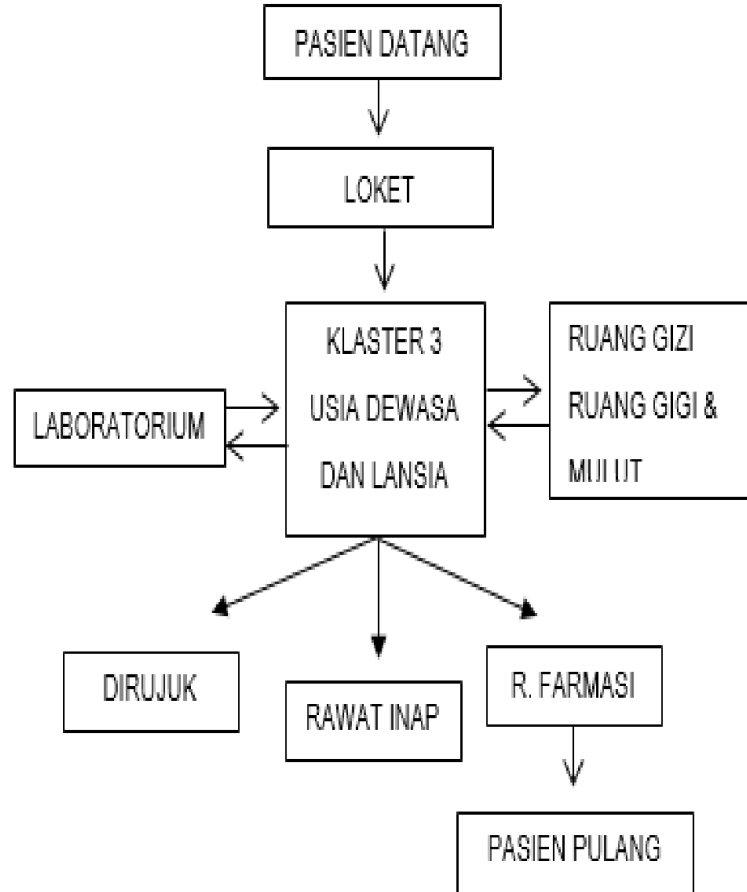 PASIEN DATANG
LOKET
KLASTER 3
USIA DEWASA
DAN LANSIA
LABORATORIUM
RUANG GIZI
RUANG GIGI &
DIRUJUK
RAWAT INAP
R. FARMASI
PASIEN PULANG